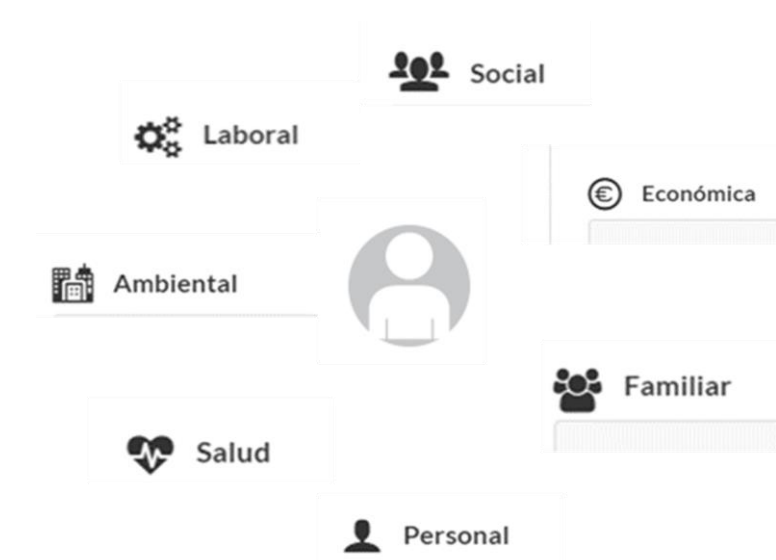 Social
Laboral
Económica
Ambiental
Familiar
Salud
Personal